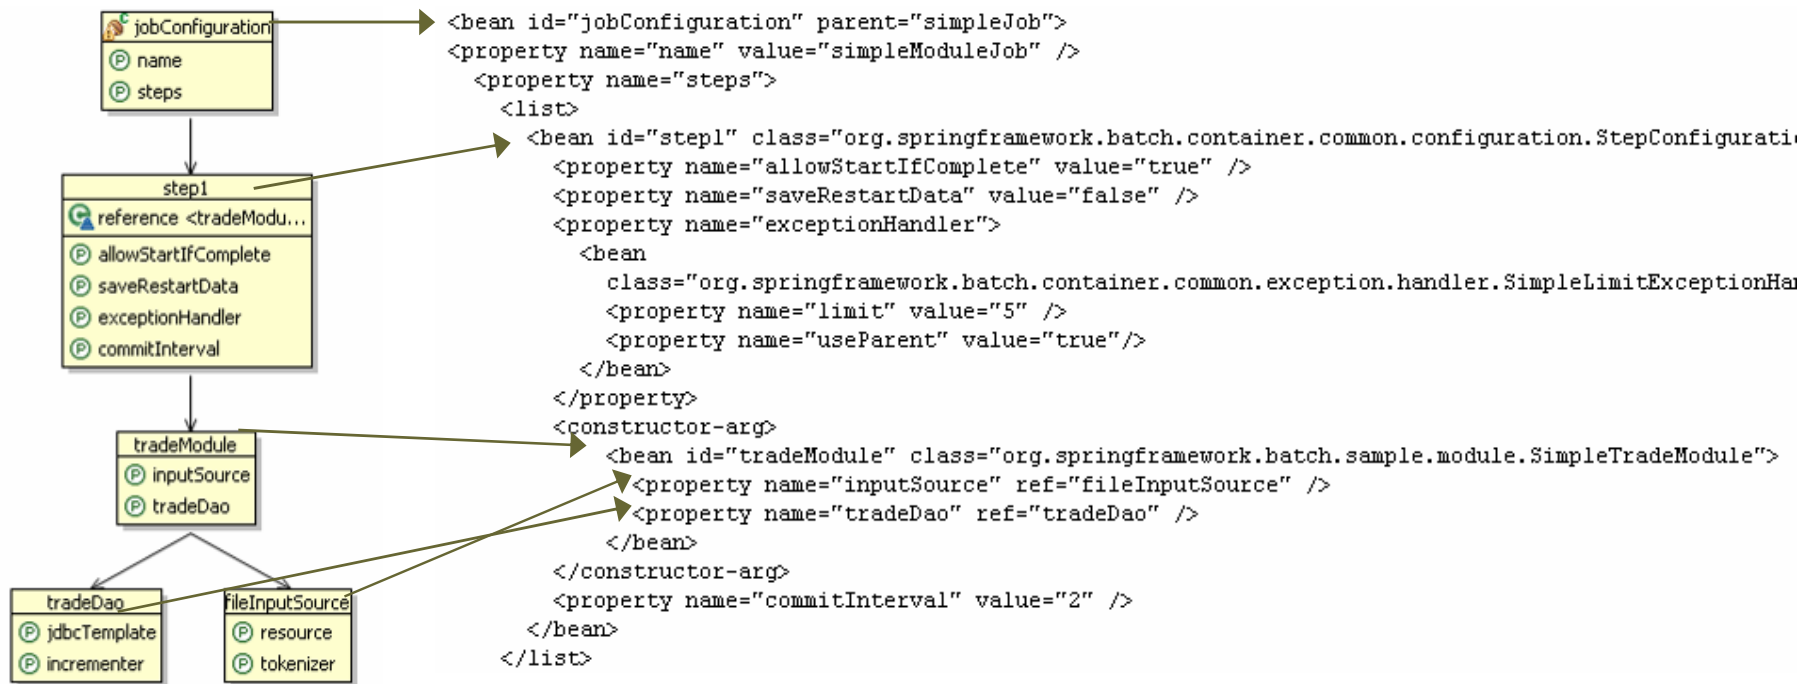 jobConfiguration
name
steps
step1
reference <tradeModu...
allowStartIfComplete
saveRestartData
exceptionHandler
commitInterval
tradeModule
inputSource
tradeDao
tradeDao
jdbcTemplate
incrementer
fileInputSource
resource
tokenizer
<bean id="jobConfiguration" parent="simpleJob">
<property name="name" value="simpleModuleJob" />
<property name="steps">
<list>
<bean id="step1" class="org.springframework.batch.container.common.configuration.StepConfigurati
<property name="allowStartIfComplete" value="true" />
<property name="saveRestartData" value="false" />
<property name="exceptionHandler">
<bean
class="org.springframework.batch.container.common.exception.handler.SimpleLimitExceptionHa
<property name="limit" value="5" />
<property name="useParent" value="true"/>
</bean>
</property>
<constructor-arg>
<bean id="tradeModule" class="org.springframework.batch.sample.module.SimpleTradeModule">
<property name="inputSource" ref="fileInputSource" />
<property name="tradeDao" ref="tradeDao" />
</bean>
</constructor-arg>
<property name="commitInterval" value="2" />
</bean>
</list>